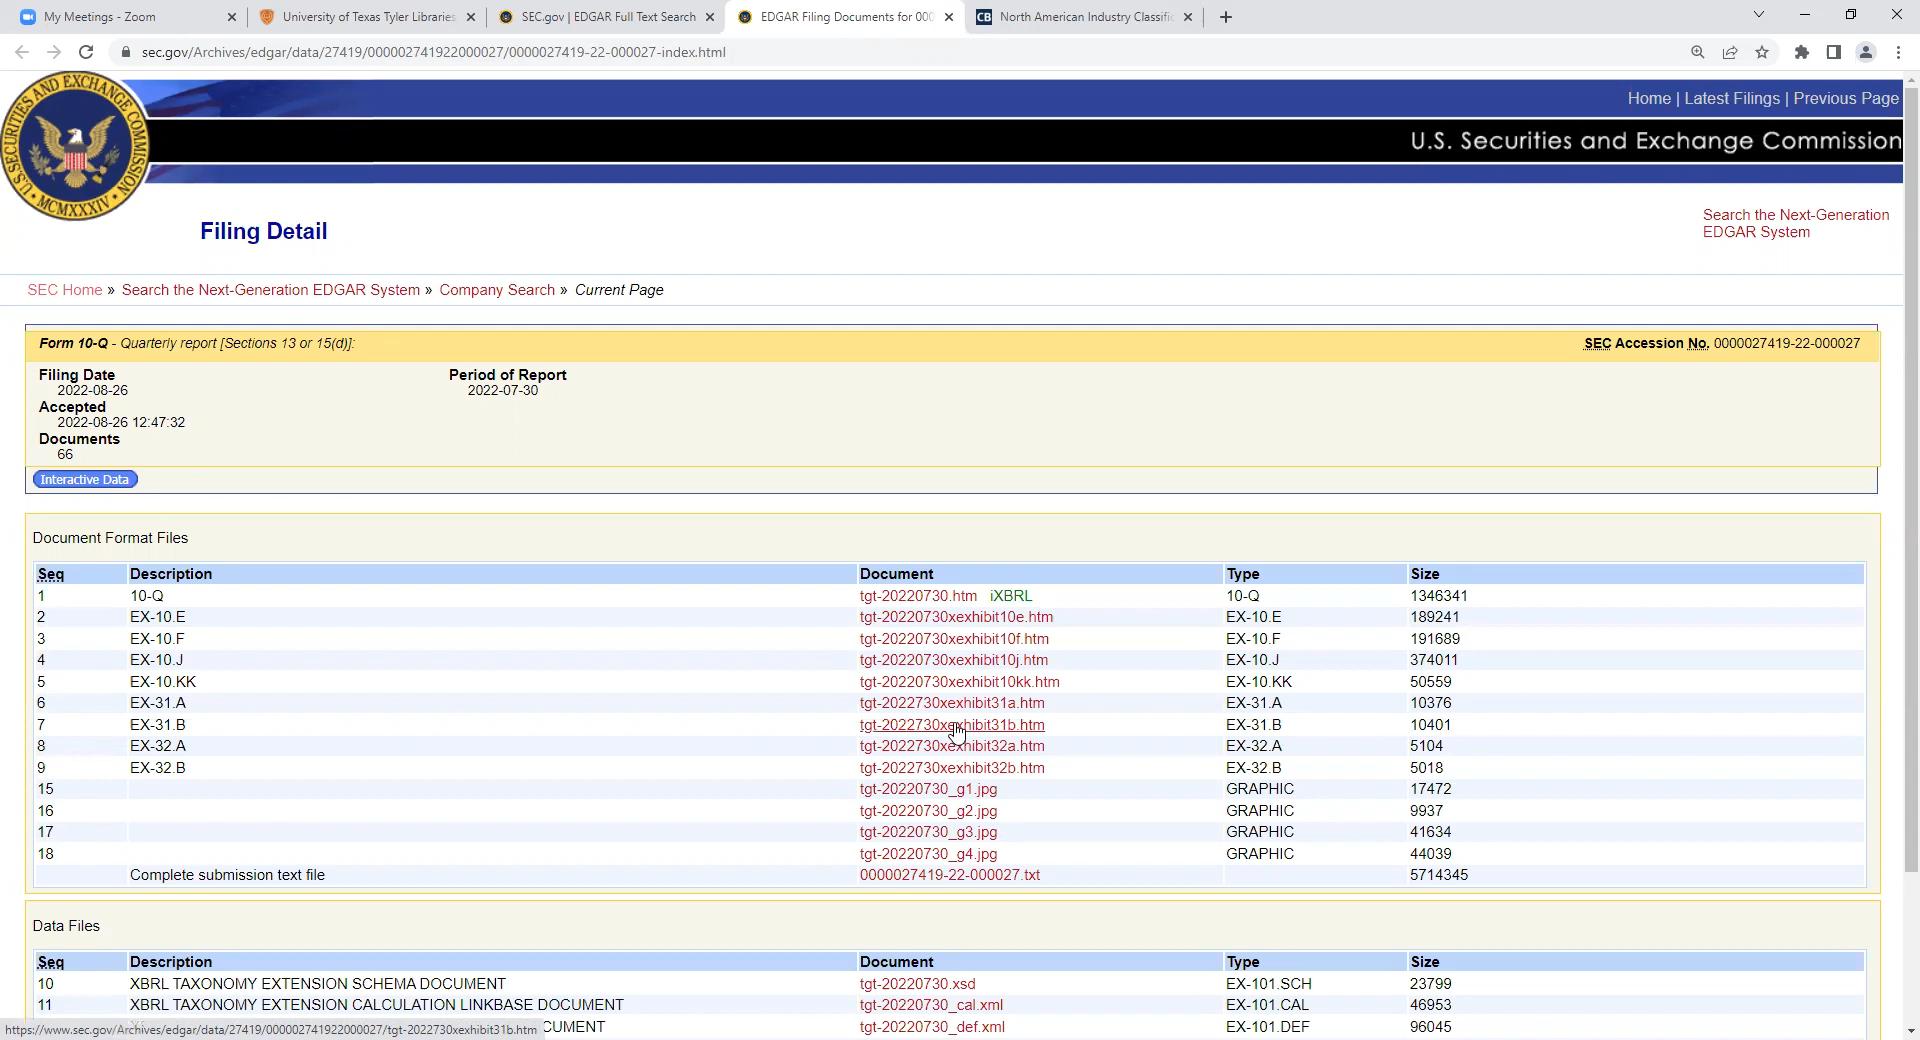 My Meetings - Zoom
University of Texas Tyler Libraries
SEC.gov | EDGAR Full Text Search
EDGAR Filing Documents for 000
North American Industry Classific
sec.gov/Archives/edgar/data/27419/000002741922000027/0000027419-22-000027-index.html
SECURITIES AND EXCHANGE COMMISSION
MCMXXXIV
Home | Latest Filings | Previous Page
U.S. Securities and Exchange Commission
Filing Detail
Search the Next-Generation
EDGAR System
SEC Home » Search the Next-Generation EDGAR System » Company Search » Current Page
Form 10-Q - Quarterly report [Sections 13 or 15(d)]: SEC Accession No. 0000027419-22-000027
Filing Date Period of Report
2022-08-26 2022-07-30
Accepted
2022-08-26 12:47:32
Documents
66
Interactive Data
Document Format Files
Seq Description Document Type Size
1 10-Q tgt-20220730.htm iXBRL 10-Q 1346341
2 EX-10.E tgt-20220730xexhibit10e.htm EX-10.E 189241
3 EX-10.F tgt-20220730xexhibit10f.htm EX-10.F 191689
4 EX-10.J tgt-20220730xexhibit10j.htm EX-10.J 374011
5 EX-10.KK tgt-20220730xexhibit10kk.htm EX-10.KK 50559
6 EX-31.A tgt-2022730xexhibit31a.htm EX-31.A 10376
7 EX-31.B tgt-2022730xexhibit31b.htm EX-31.B 10401
8 EX-32.A tgt-2022730xexhibit32a.htm EX-32.A 5104
9 EX-32.B tgt-2022730xexhibit32b.htm EX-32.B 5018
15 tgt-20220730_g1.jpg GRAPHIC 17472
16 tgt-20220730_g2.jpg GRAPHIC 9937
17 tgt-20220730_g3.jpg GRAPHIC 41634
18 tgt-20220730_g4.jpg GRAPHIC 44039
Complete submission text file 0000027419-22-000027.txt 5714345
Data Files
Seq Description Document Type Size
10 XBRL TAXONOMY EXTENSION SCHEMA DOCUMENT tgt-20220730.xsd EX-101.SCH 23799
11 XBRL TAXONOMY EXTENSION CALCULATION LINKBASE DOCUMENT tgt-20220730_cal.xml EX-101.CAL 46953
CUMENT tgt-20220730_def.xml EX-101.DEF 96045
https://www.sec.gov/Archives/edgar/data/27419/000002741922000027/tgt-2022730xexhibit31b.htm